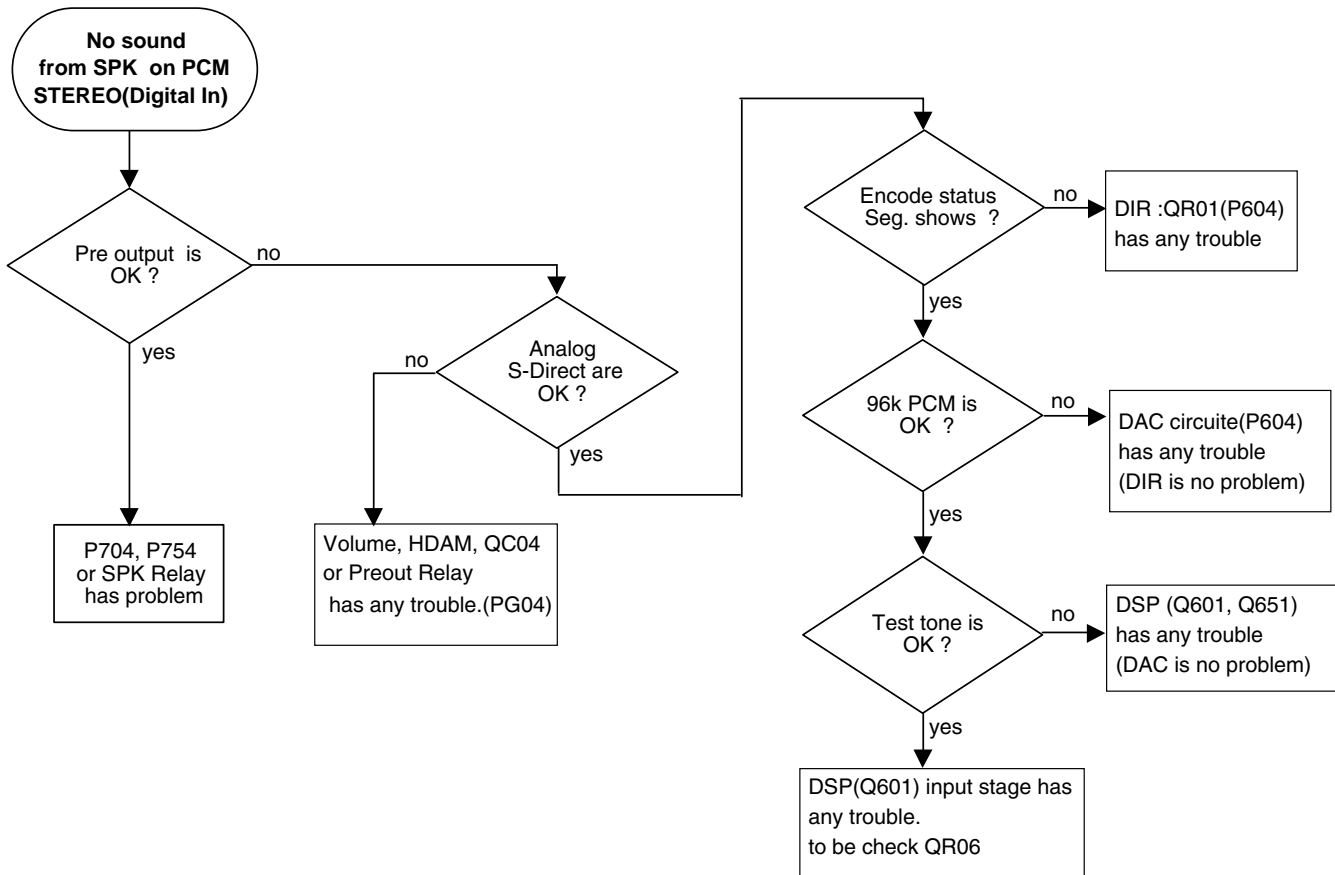 No sound
from SPK on PCM
STEREO(Digital In)
Pre output is
OK ?
no
yes
P704, P754
or SPK Relay
has problem
Analog
S-Direct are
OK ?
no
yes
Volume, HDAM, QC04
or Preout Relay
has any trouble.(PG04)
Encode status
Seg. shows ?
no
DIR :QR01(P604)
has any trouble
yes
96k PCM is
OK ?
no
DAC circuite(P604)
has any trouble
(DIR is no problem)
yes
Test tone is
OK ?
no
DSP (Q601, Q651)
has any trouble
(DAC is no problem)
yes
DSP(Q601) input stage has
any trouble.
to be check QR06